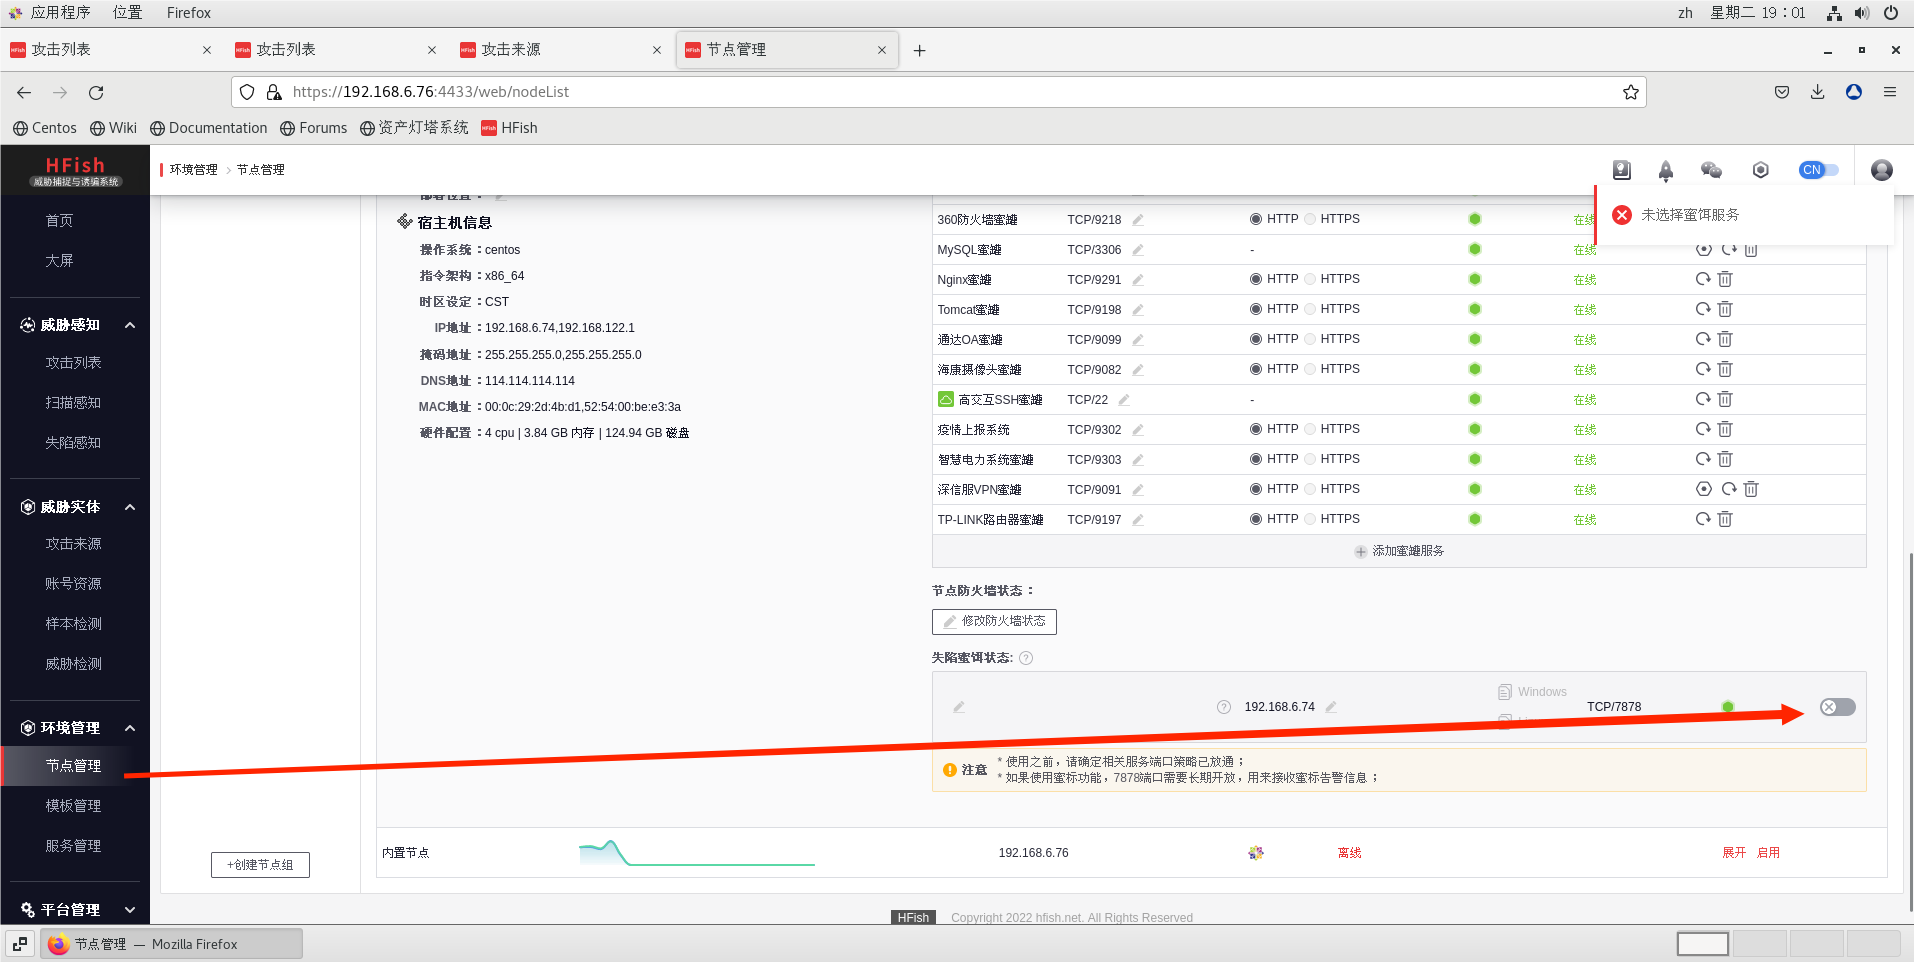 应用程序 位置 Firefox zh 星期二 19：01
攻击列表 攻击列表 攻击来源 节点管理
https://192.168.6.76:4433/web/nodeList
Centos Wiki Documentation Forums 资产灯塔系统 HFish
HFish
威胁捕捉与诱骗系统
首页
大屏
威胁感知
攻击列表
扫描感知
失陷感知
威胁实体
攻击来源
账号资源
样本检测
威胁检测
环境管理
节点管理
模板管理
服务管理
平台管理
环境管理 > 节点管理
CN
未选择蜜饵服务
+创建节点组
部署位置：
宿主机信息
操作系统：centos
指令架构：x86_64
时区设定：CST
IP地址：192.168.6.74,192.168.122.1
掩码地址：255.255.255.0,255.255.255.0
DNS地址：114.114.114.114
MAC地址：00:0c:29:2d:4b:d1,52:54:00:be:e3:3a
硬件配置：4 cpu | 3.84 GB 内存 | 124.94 GB 磁盘
360防火墙蜜罐 TCP/9218 HTTP HTTPS 在线
MySQL蜜罐 TCP/3306 - 在线
Nginx蜜罐 TCP/9291 HTTP HTTPS 在线
Tomcat蜜罐 TCP/9198 HTTP HTTPS 在线
通达OA蜜罐 TCP/9099 HTTP HTTPS 在线
海康摄像头蜜罐 TCP/9082 HTTP HTTPS 在线
高交互SSH蜜罐 TCP/22 - 在线
疫情上报系统 TCP/9302 HTTP HTTPS 在线
智慧电力系统蜜罐 TCP/9303 HTTP HTTPS 在线
深信服VPN蜜罐 TCP/9091 HTTP HTTPS 在线
TP-LINK路由器蜜罐 TCP/9197 HTTP HTTPS 在线
添加蜜罐服务
节点防火墙状态：
修改防火墙状态
失陷蜜饵状态:
Windows
192.168.6.74 TCP/7878
注意
* 使用之前，请确定相关服务端口策略已放通；
* 如果使用蜜标功能，7878端口需要长期开放，用来接收蜜标告警信息；
内置节点 192.168.6.76 离线 展开 启用
HFish Copyright 2022 hfish.net. All Rights Reserved
节点管理 — Mozilla Firefox